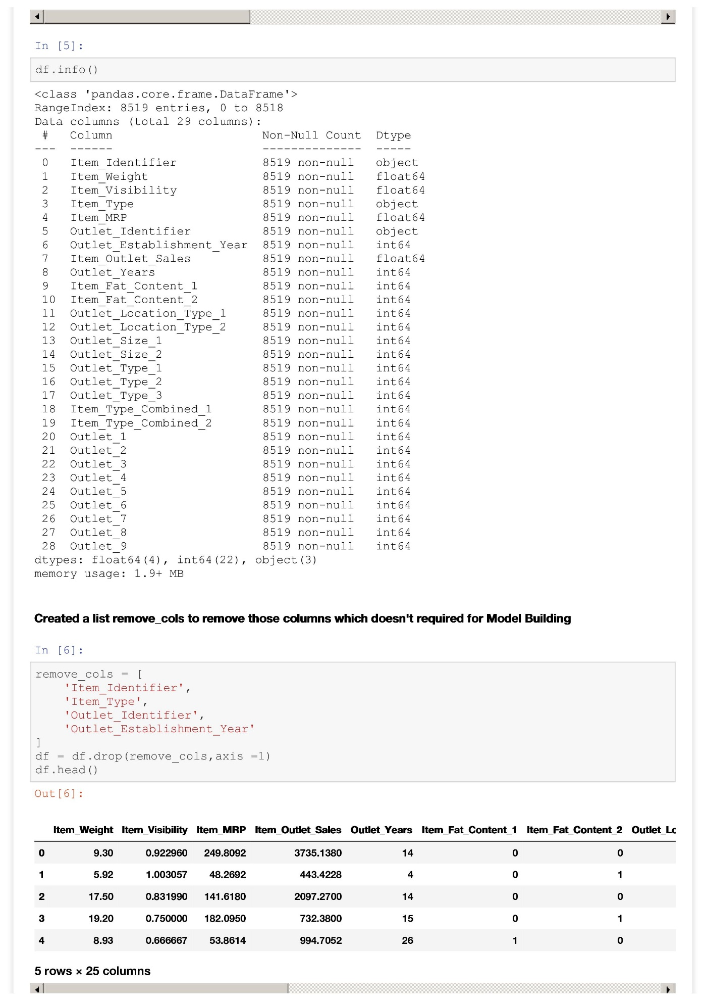 In [5]:
df.info()
<class 'pandas.core.frame.DataFrame'>
RangeIndex: 8519 entries, 0 to 8518
Data columns (total 29 columns):
 #   Column                     Non-Null Count  Dtype
---  ------                     --------------  -----
 0   Item_Identifier            8519 non-null   object
 1   Item_Weight                8519 non-null   float64
 2   Item_Visibility            8519 non-null   float64
 3   Item_Type                  8519 non-null   object
 4   Item_MRP                   8519 non-null   float64
 5   Outlet_Identifier          8519 non-null   object
 6   Outlet_Establishment_Year  8519 non-null   int64
 7   Item_Outlet_Sales          8519 non-null   float64
 8   Outlet_Years               8519 non-null   int64
 9   Item_Fat_Content_1         8519 non-null   int64
 10  Item_Fat_Content_2         8519 non-null   int64
 11  Outlet_Location_Type_1     8519 non-null   int64
 12  Outlet_Location_Type_2     8519 non-null   int64
 13  Outlet_Size_1              8519 non-null   int64
 14  Outlet_Size_2              8519 non-null   int64
 15  Outlet_Type_1              8519 non-null   int64
 16  Outlet_Type_2              8519 non-null   int64
 17  Outlet_Type_3              8519 non-null   int64
 18  Item_Type_Combined_1       8519 non-null   int64
 19  Item_Type_Combined_2       8519 non-null   int64
 20  Outlet_1                   8519 non-null   int64
 21  Outlet_2                   8519 non-null   int64
 22  Outlet_3                   8519 non-null   int64
 23  Outlet_4                   8519 non-null   int64
 24  Outlet_5                   8519 non-null   int64
 25  Outlet_6                   8519 non-null   int64
 26  Outlet_7                   8519 non-null   int64
 27  Outlet_8                   8519 non-null   int64
 28  Outlet_9                   8519 non-null   int64
dtypes: float64(4), int64(22), object(3)
memory usage: 1.9+ MB
Created a list remove_cols to remove those columns which doesn't required for Model Building
In [6]:
remove_cols = [
    'Item_Identifier',
    'Item_Type',
    'Outlet_Identifier',
    'Outlet_Establishment_Year'
]
df = df.drop(remove_cols,axis =1)
df.head()
Out[6]:
Item_Weight Item_Visibility Item_MRP Item_Outlet_Sales Outlet_Years Item_Fat_Content_1 Item_Fat_Content_2 Outlet_Lo
0 9.30 0.922960 249.8092 3735.1380 14 0 0
1 5.92 1.003057 48.2692 443.4228 4 0 1
2 17.50 0.831990 141.6180 2097.2700 14 0 0
3 19.20 0.750000 182.0950 732.3800 15 0 1
4 8.93 0.666667 53.8614 994.7052 26 1 0
5 rows × 25 columns